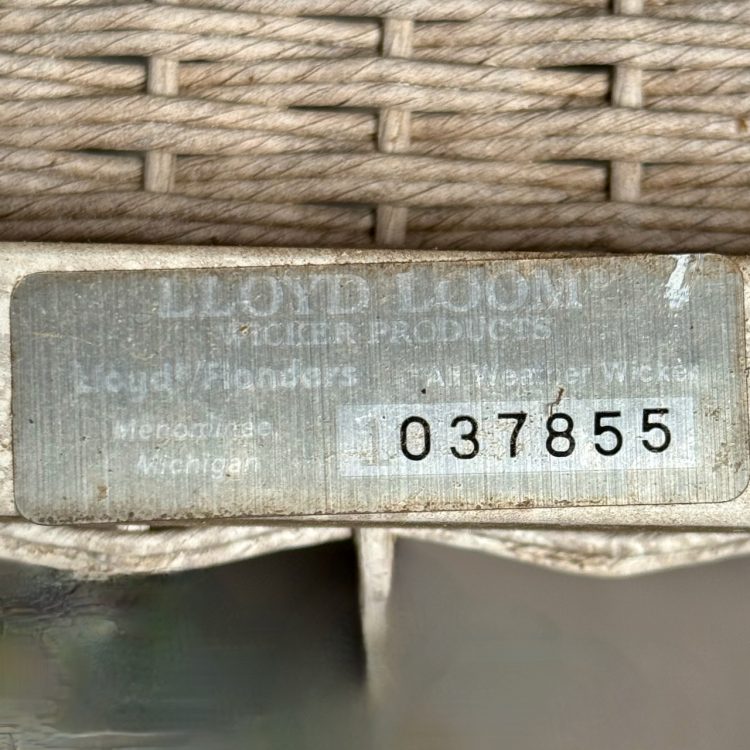 LLOYD LOOM
WICKER PRODUCTS
Lloyd®/Flanders All Weather Wicker
Menominee,
Michigan
037855